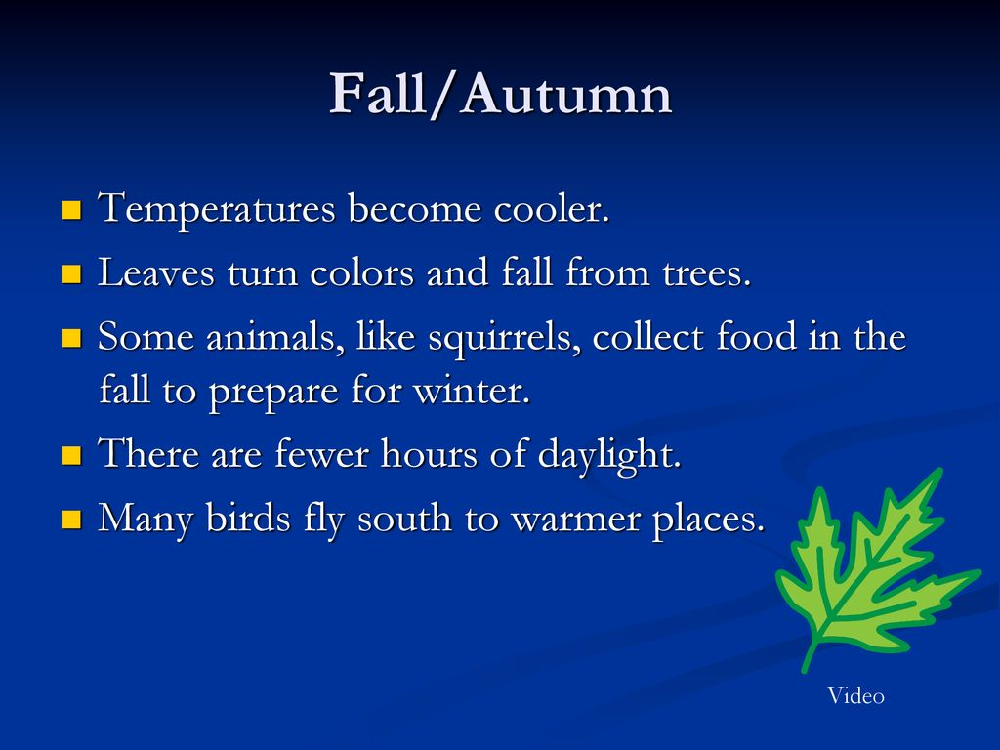 Fall/Autumn
Temperatures become cooler.
Leaves turn colors and fall from trees.
Some animals, like squirrels, collect food in the
fall to prepare for winter.
There are fewer hours of daylight.
Many birds fly south to warmer places.
Video